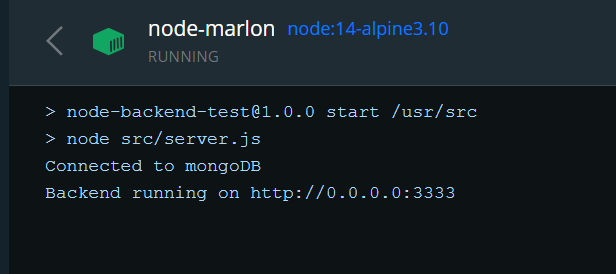 node-marlon node:14-alpine3.10
RUNNING
> node-backend-test@1.0.0 start /usr/src
> node src/server.js
Connected to mongoDB
Backend running on http://0.0.0.0:3333